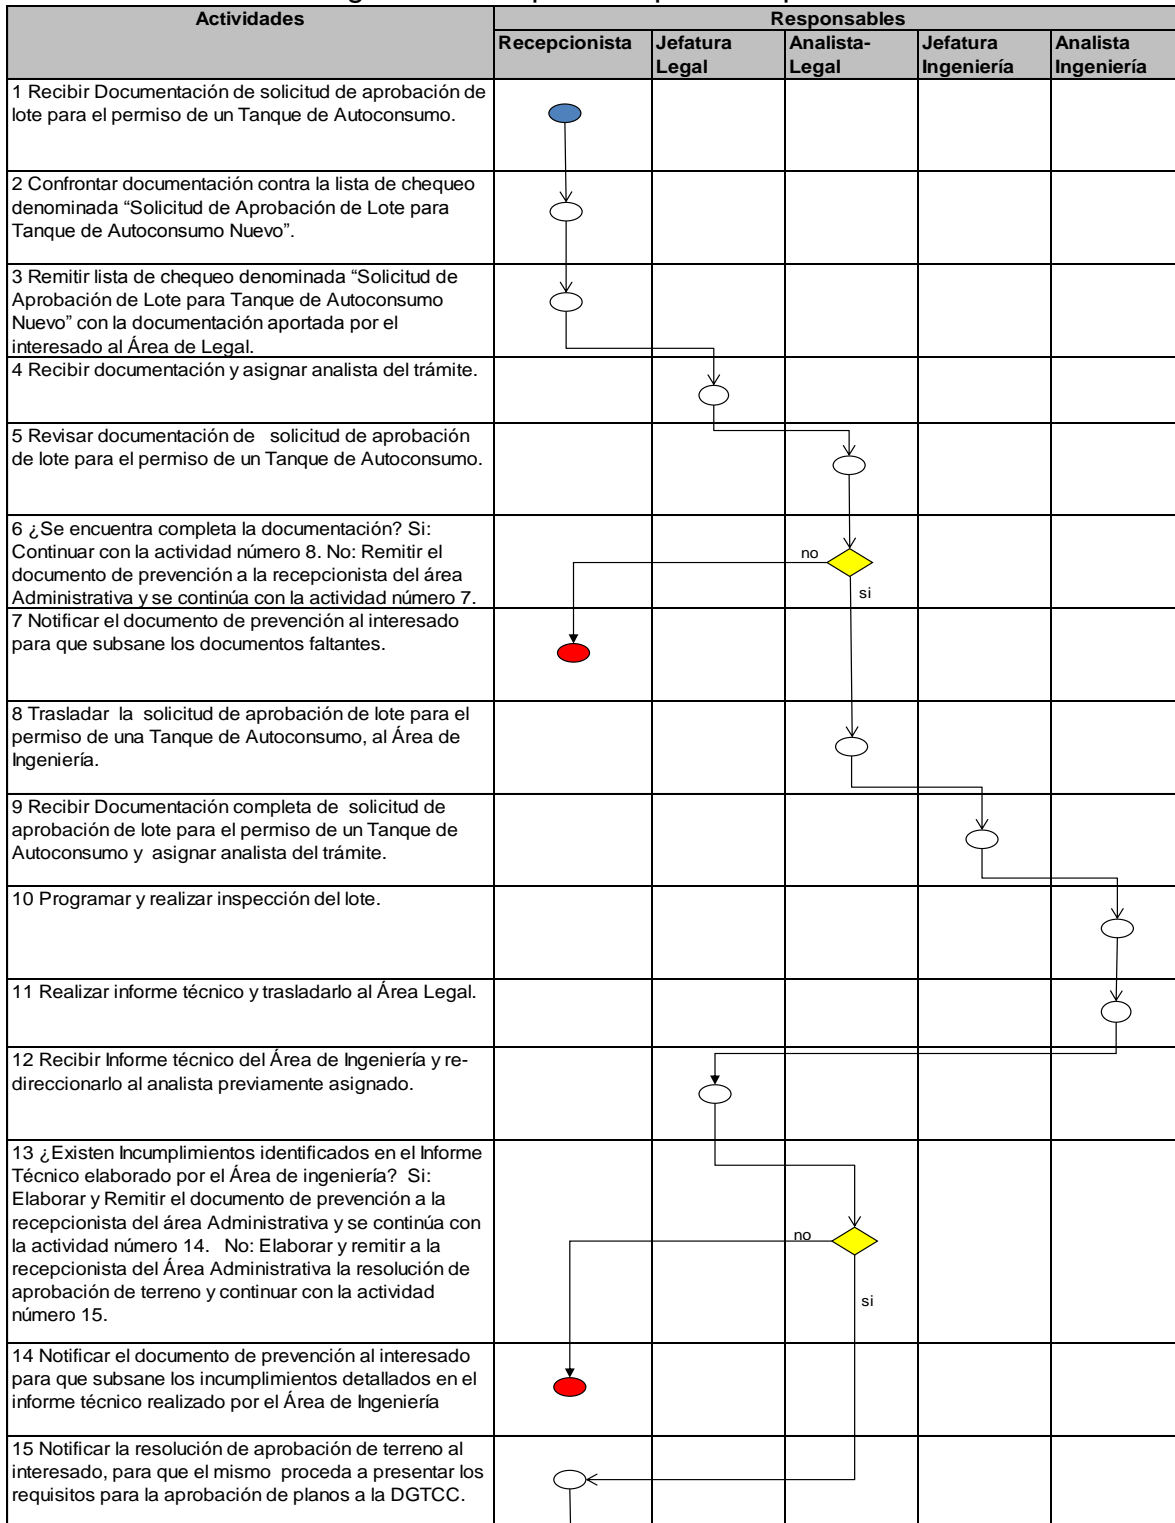 Actividades
Responsables
Recepcionista
Jefatura
Legal
Analista-
Legal
Jefatura
Ingeniería
Analista
Ingeniería
1 Recibir Documentación de solicitud de aprobación de
lote para el permiso de un Tanque de Autoconsumo.
2 Confrontar documentación contra la lista de chequeo
denominada “Solicitud de Aprobación de Lote para
Tanque de Autoconsumo Nuevo”.
3 Remitir lista de chequeo denominada “Solicitud de
Aprobación de Lote para Tanque de Autoconsumo
Nuevo” con la documentación aportada por el
interesado al Área de Legal.
4 Recibir documentación y asignar analista del trámite.
5 Revisar documentación de solicitud de aprobación
de lote para el permiso de un Tanque de Autoconsumo.
6 ¿Se encuentra completa la documentación? Si:
Continuar con la actividad número 8. No: Remitir el
documento de prevención a la recepcionista del área
Administrativa y se continúa con la actividad número 7.
no
si
7 Notificar el documento de prevención al interesado
para que subsane los documentos faltantes.
8 Trasladar la solicitud de aprobación de lote para el
permiso de una Tanque de Autoconsumo, al Área de
Ingeniería.
9 Recibir Documentación completa de solicitud de
aprobación de lote para el permiso de un Tanque de
Autoconsumo y asignar analista del trámite.
10 Programar y realizar inspección del lote.
11 Realizar informe técnico y trasladarlo al Área Legal.
12 Recibir Informe técnico del Área de Ingeniería y re-
direccionarlo al analista previamente asignado.
13 ¿Existen Incumplimientos identificados en el Informe
Técnico elaborado por el Área de ingeniería? Si:
Elaborar y Remitir el documento de prevención a la
recepcionista del área Administrativa y se continúa con
la actividad número 14. No: Elaborar y remitir a la
recepcionista del Área Administrativa la resolución de
aprobación de terreno y continuar con la actividad
número 15.
no
si
14 Notificar el documento de prevención al interesado
para que subsane los incumplimientos detallados en el
informe técnico realizado por el Área de Ingeniería
15 Notificar la resolución de aprobación de terreno al
interesado, para que el mismo proceda a presentar los
requisitos para la aprobación de planos a la DGTCC.